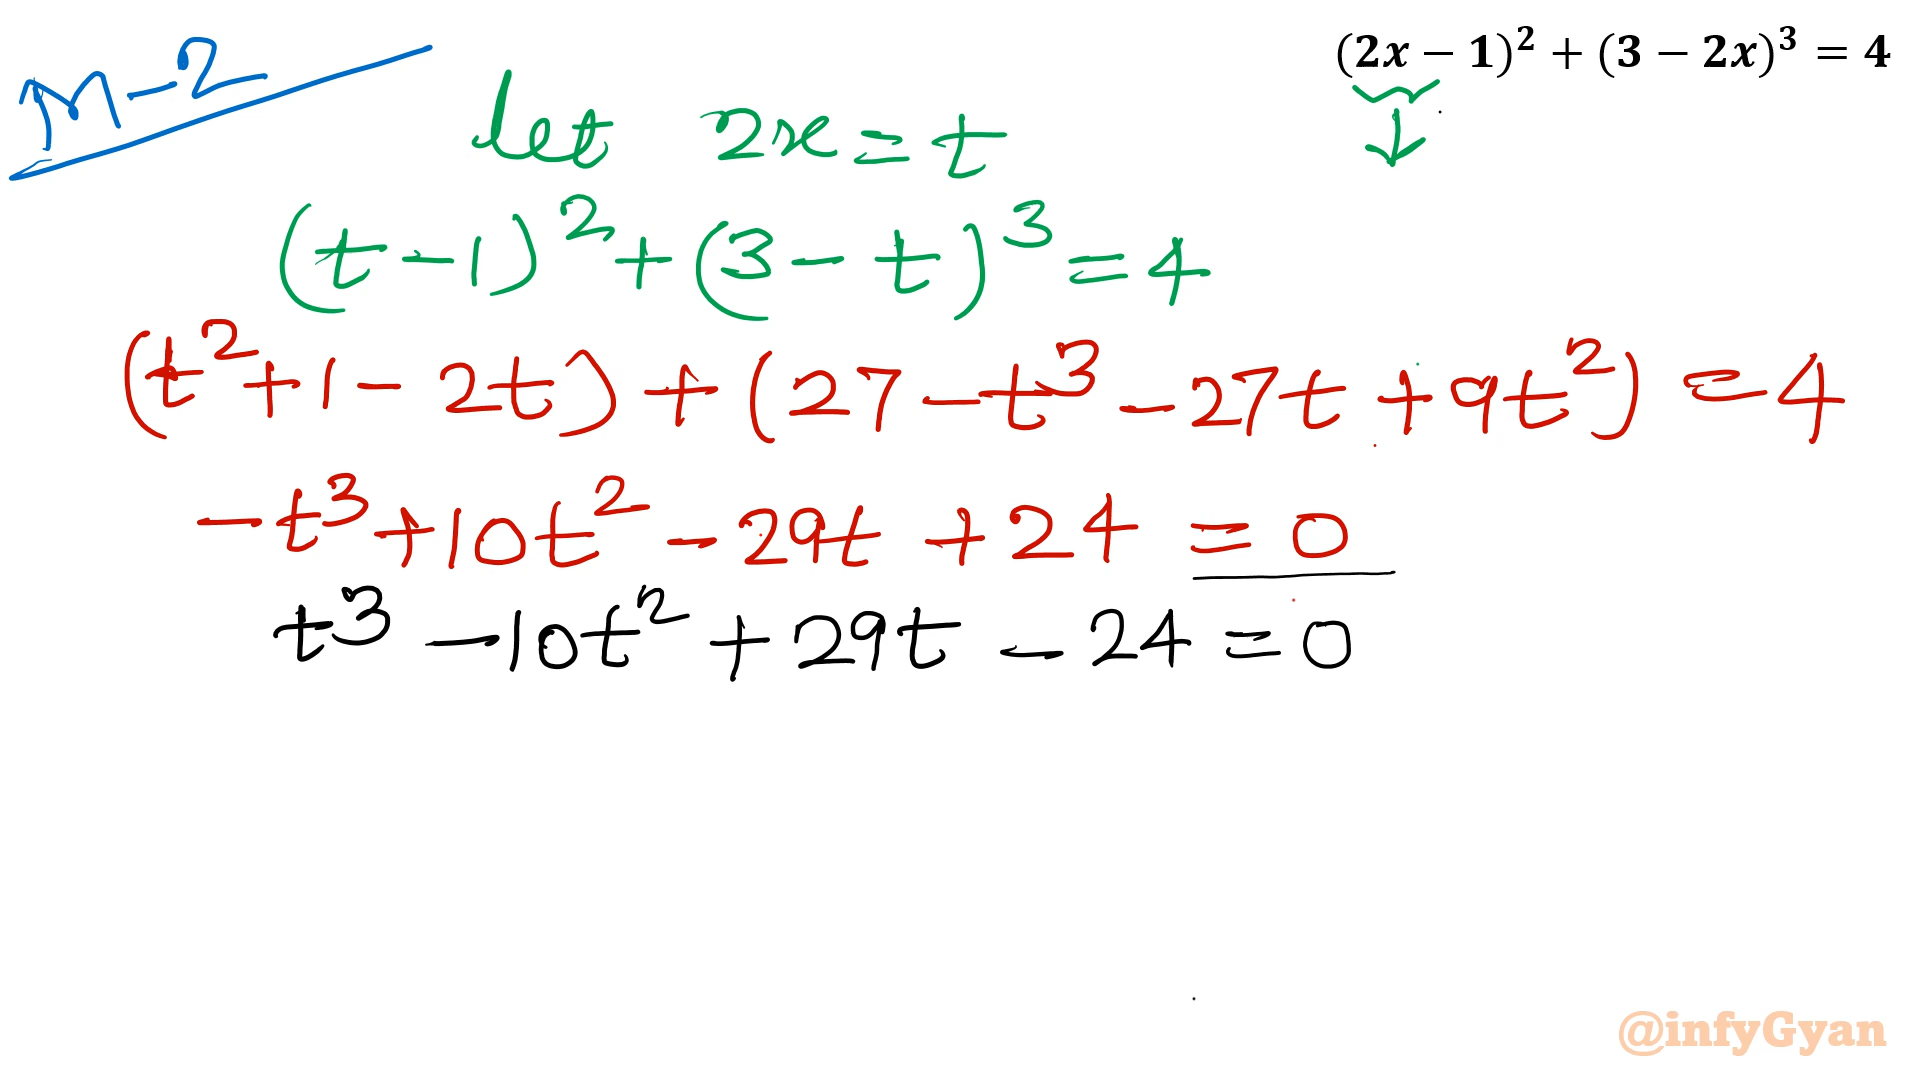 M-2
(2x − 1)² + (3 − 2x)³ = 4
let 2x = t
(t-1)² + (3-t)³ = 4
(t² + 1 - 2t) + (27 - t³ - 27t + 9t²) = 4
-t³ + 10t² - 29t + 24 = 0
t³ - 10t² + 29t - 24 = 0
@infyGyan